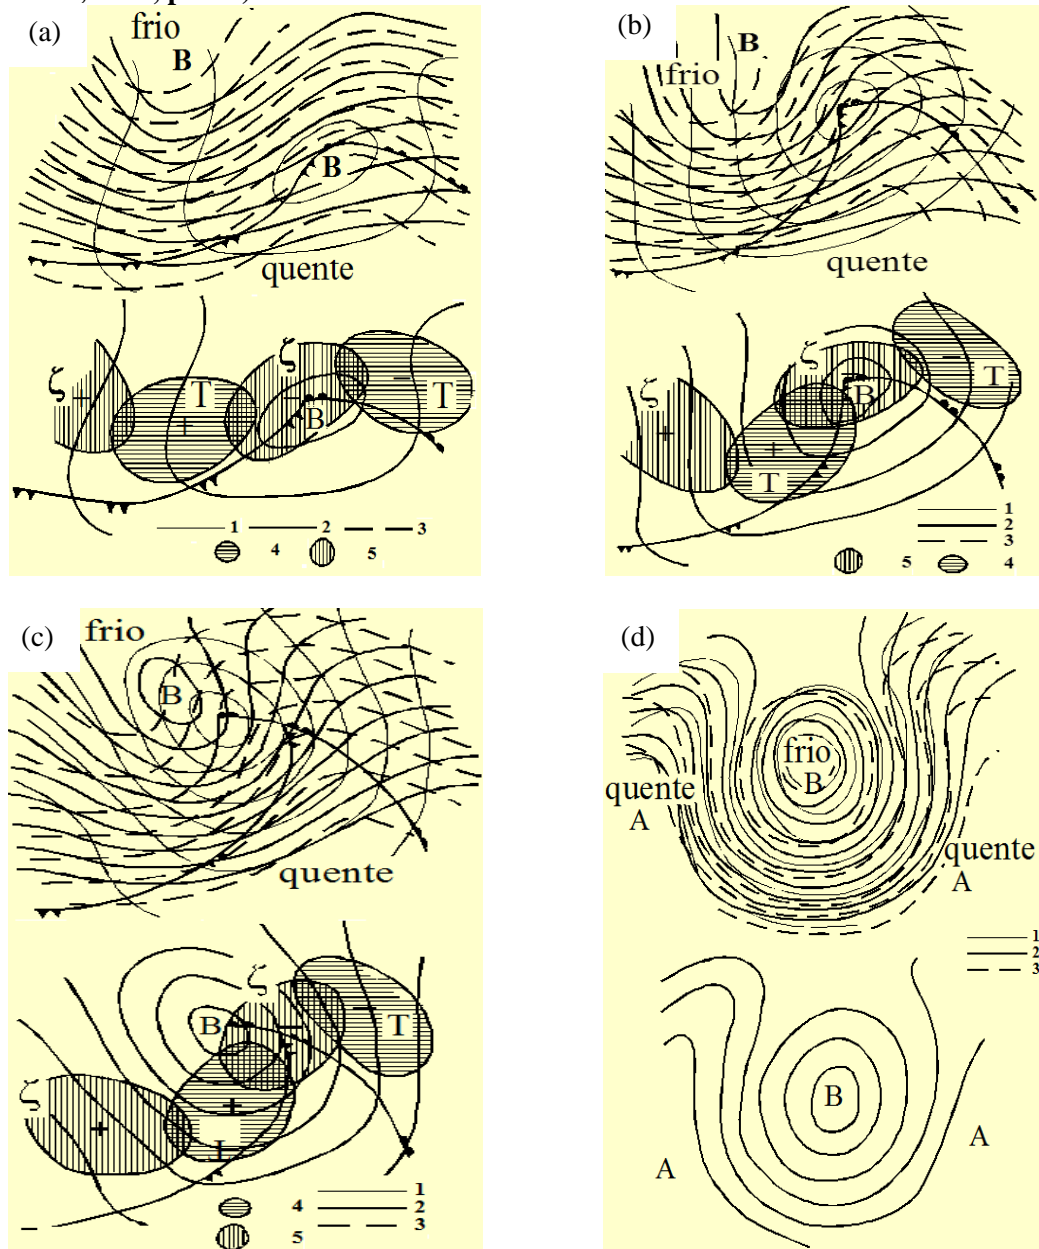 (a)
frio
B
B
quente
ζ
+
T
+
ζ
–
B
–
T
1 2 3
4 5
(b)
B
frio
quente
ζ
+
+
T
ζ
–
B
–
T
1
2
3
5 4
(c)
frio
B
quente
ζ
+
B
ζ
–
+
–
T
4 1
2
5 3
(d)
frio
B
quente
A
quente
A
1
2
3
B
A
A